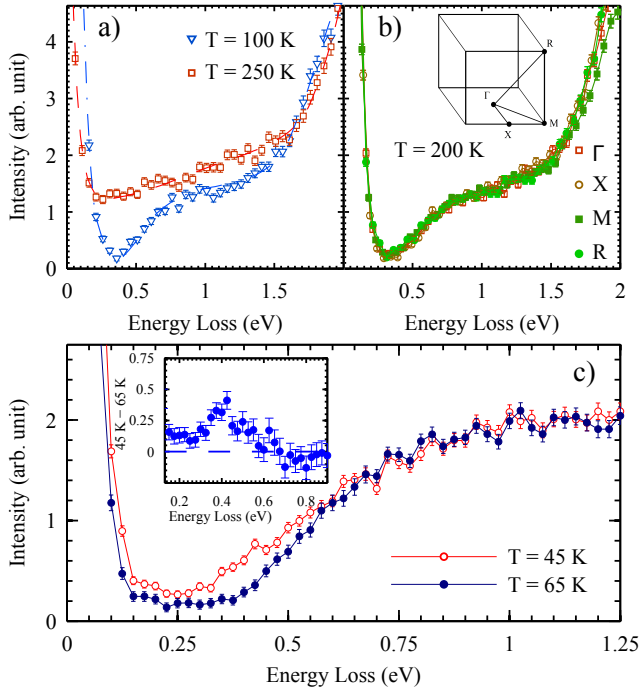 a)
T = 100 K
T = 250 K
Intensity (arb. unit)
4
3
2
1
0
0 0.5 1 1.5
Energy Loss (eV)
b)
R
Γ
M
X
T = 200 K
Γ
X
M
R
0.5 1 1.5 2
Energy Loss (eV)
c)
Intensity (arb. unit)
2
1
0
0 0.25 0.5 0.75 1 1.25
Energy Loss (eV)
45 K − 65 K
0.75
0.5
0.25
0
0.2 0.4 0.6 0.8
Energy Loss (eV)
T = 45 K
T = 65 K